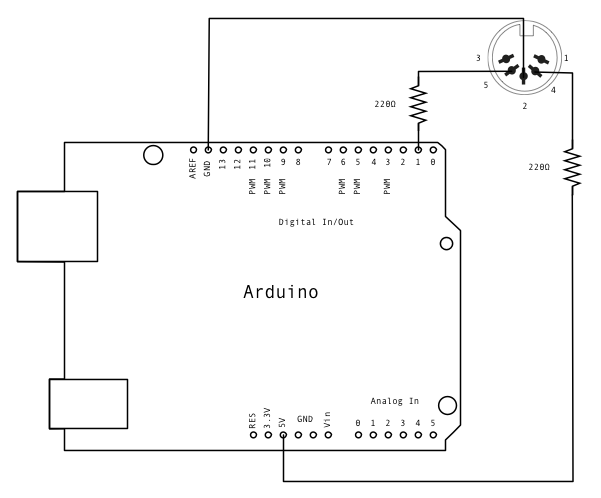 3
1
5
4
2
220Ω
220Ω
AREF GND 13 12 11 10 9 8 7 6 5 4 3 2 1 0
PWM PWM PWM PWM PWM PWM
Digital In/Out
Arduino
Analog In
RES 3.3V 5V GND Vin 0 1 2 3 4 5